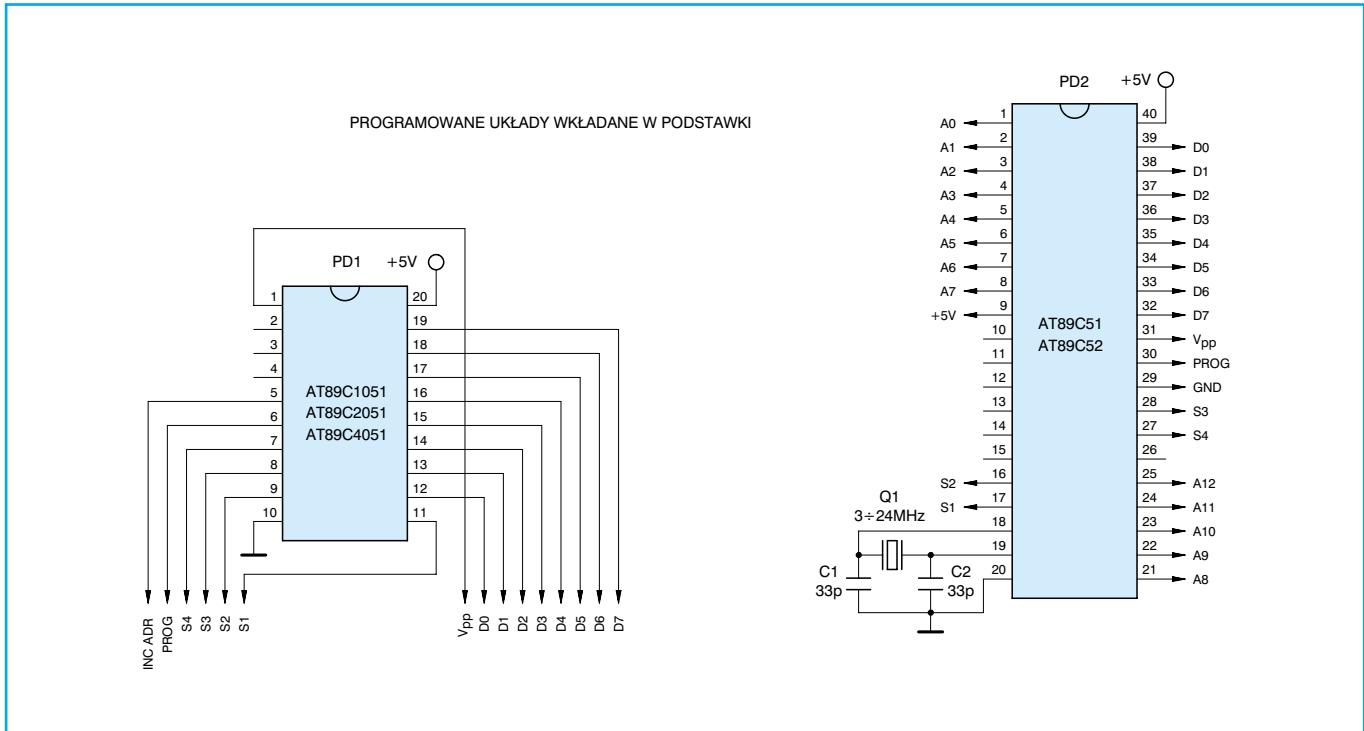 PROGRAMOWANE UKŁADY WKŁADANE W PODSTAWKI
PD1
+5V
1
2
3
4
5
6
7
8
9
10
20
19
18
17
16
15
14
13
12
11
AT89C1051
AT89C2051
AT89C4051
INC ADR
PROG
S4
S3
S2
S1
Vpp
D0
D1
D2
D3
D4
D5
D6
D7
PD2
+5V
A0 1
A1 2
A2 3
A3 4
A4 5
A5 6
A6 7
A7 8
+5V 9
10
11
12
13
14
15
S2 16
S1 17
18
19
20
AT89C51
AT89C52
40
39 D0
38 D1
37 D2
36 D3
35 D4
34 D5
33 D6
32 D7
31 Vpp
30 PROG
29 GND
28 S3
27 S4
26
25 A12
24 A11
23 A10
22 A9
21 A8
Q1
3÷24MHz
C1
33p
C2
33p